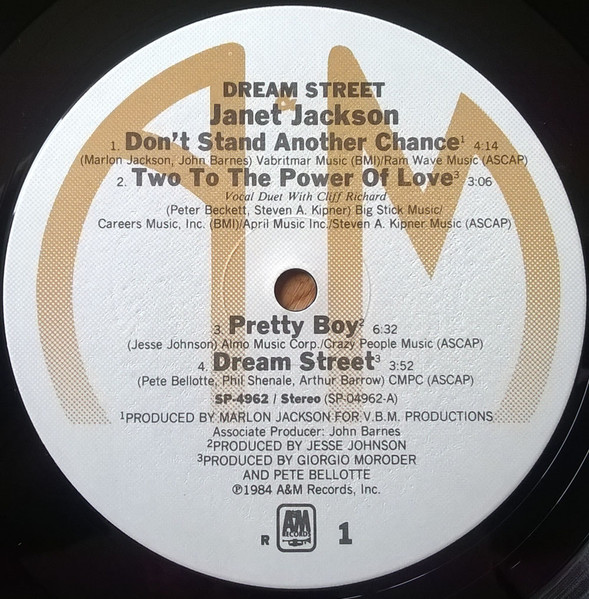 DREAM STREET
Janet Jackson
1. Don't Stand Another Chance¹ 4:14
(Marlon Jackson, John Barnes) Vabritmar Music (BMI)/Ram Wave Music (ASCAP)
2. Two To The Power Of Love³ 3:06
Vocal Duet With Cliff Richard
(Peter Beckett, Steven A. Kipner) Big Stick Music/
Careers Music, Inc. (BMI)/April Music Inc./Steven A. Kipner Music (ASCAP)
3. Pretty Boy² 6:32
(Jesse Johnson) Almo Music Corp./Crazy People Music (ASCAP)
4. Dream Street³ 3:52
(Pete Bellotte, Phil Shenale, Arthur Barrow) CMPC (ASCAP)
SP-4962 / Stereo (SP-04962-A)
¹PRODUCED BY MARLON JACKSON FOR V.B.M. PRODUCTIONS
Associate Producer: John Barnes
²PRODUCED BY JESSE JOHNSON
³PRODUCED BY GIORGIO MORODER
AND PETE BELLOTTE
℗1984 A&M Records, Inc.
R A&M RECORDS 1